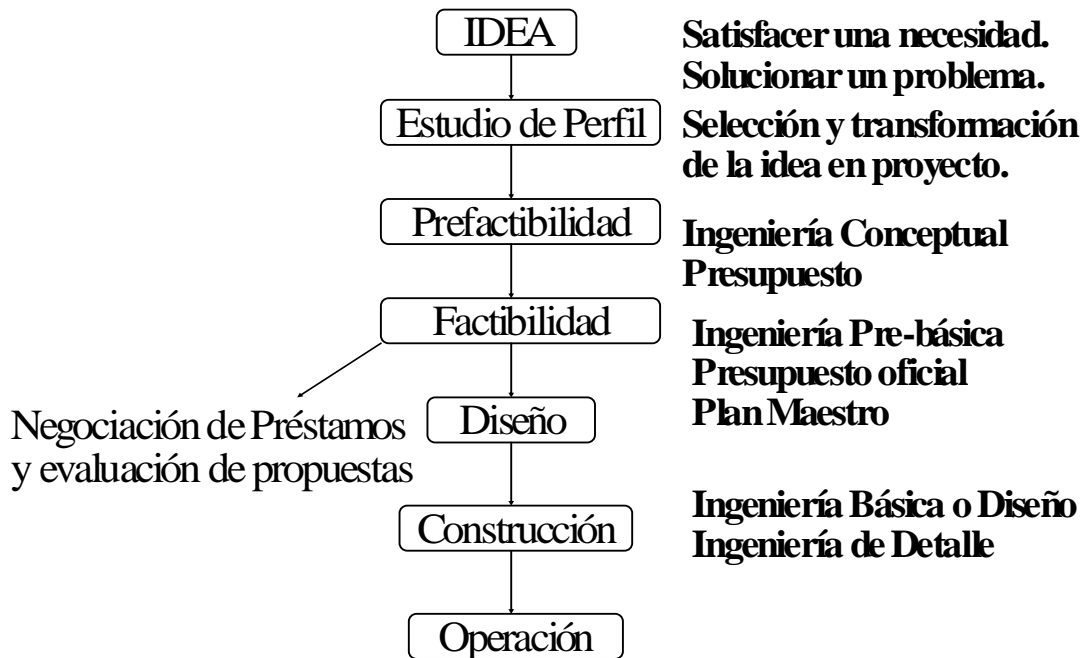 IDEA
Satisfacer una necesidad.
Solucionar un problema.
Estudio de Perfil
Selección y transformación
de la idea en proyecto.
Prefactibilidad
Ingeniería Conceptual
Presupuesto
Factibilidad
Ingeniería Pre-básica
Presupuesto oficial
Plan Maestro
Negociación de Préstamos
y evaluación de propuestas
Diseño
Ingeniería Básica o Diseño
Ingeniería de Detalle
Construcción
Operación